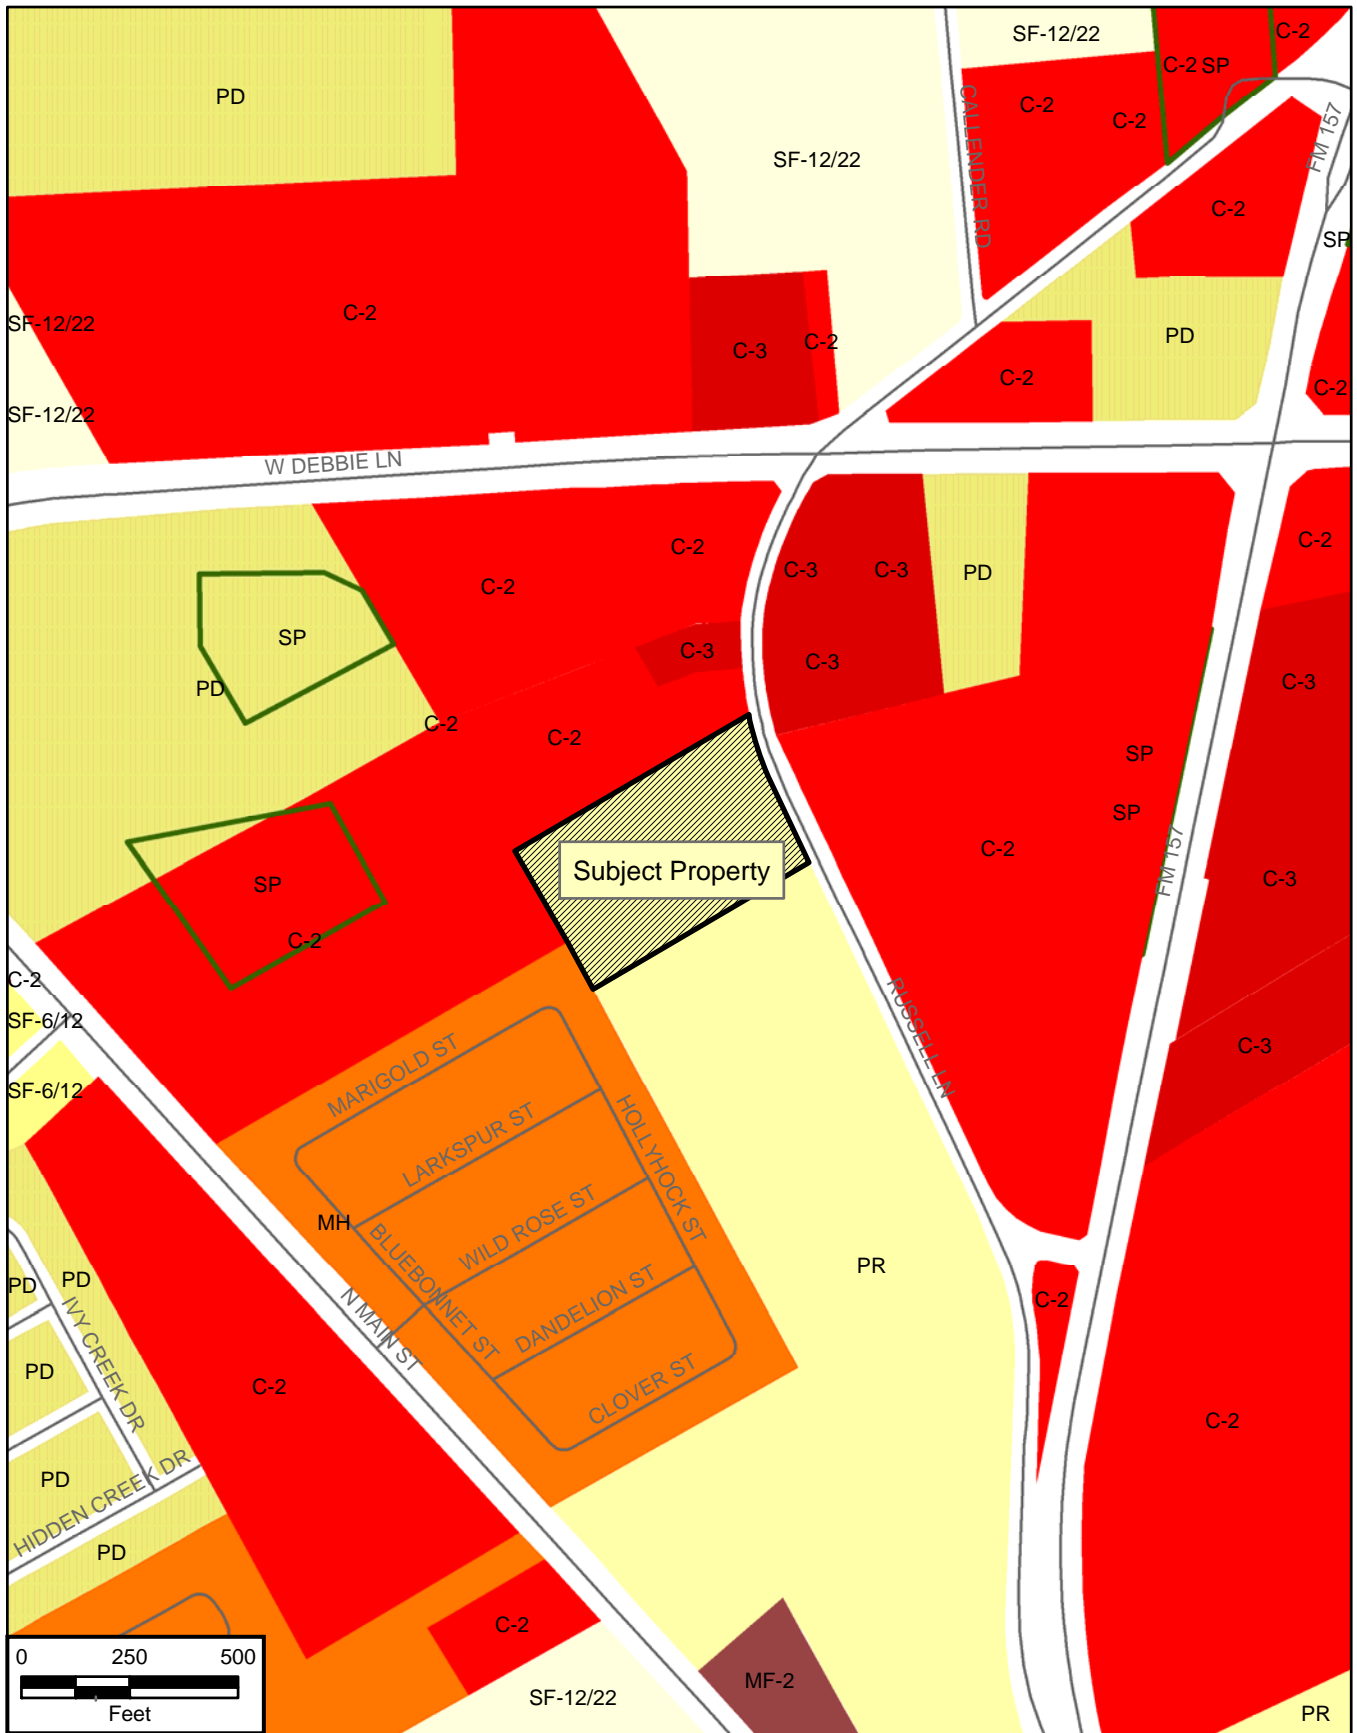 SF-12/22
C-2
C-2 SP
PD
C-2
C-2
CALLENDER RD
FM 157
SF-12/22
C-2
SP
C-2
SF-12/22
PD
C-3
C-2
C-2
C-2
SF-12/22
W DEBBIE LN
C-2
C-2
C-2
C-3
C-3
PD
SP
C-3
C-3
C-3
PD
C-2
C-2
SP
SP
C-2
FM 157
Subject Property
C-3
SP
C-2
C-2
SF-6/12
RUSSELL LN
C-3
MARIGOLD ST
SF-6/12
LARKSPUR ST
HOLLYHOCK ST
MH
WILD ROSE ST
BLUEBONNET ST
PR
PD
PD
C-2
DANDELION ST
N MAIN ST
IVY CREEK DR
PD
C-2
CLOVER ST
C-2
PD
HIDDEN CREEK DR
PD
C-2
0 250 500
Feet
SF-12/22
MF-2
PR